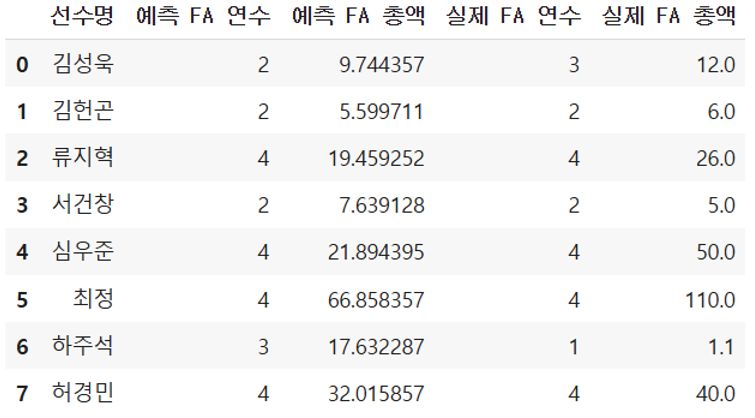 선수명 예측 FA 연수 예측 FA 총액 실제 FA 연수 실제 FA 총액
0 김성욱 2 9.744357 3 12.0
1 김헌곤 2 5.599711 2 6.0
2 류지혁 4 19.459252 4 26.0
3 서건창 2 7.639128 2 5.0
4 심우준 4 21.894395 4 50.0
5 최정 4 66.858357 4 110.0
6 하주석 3 17.632287 1 1.1
7 허경민 4 32.015857 4 40.0